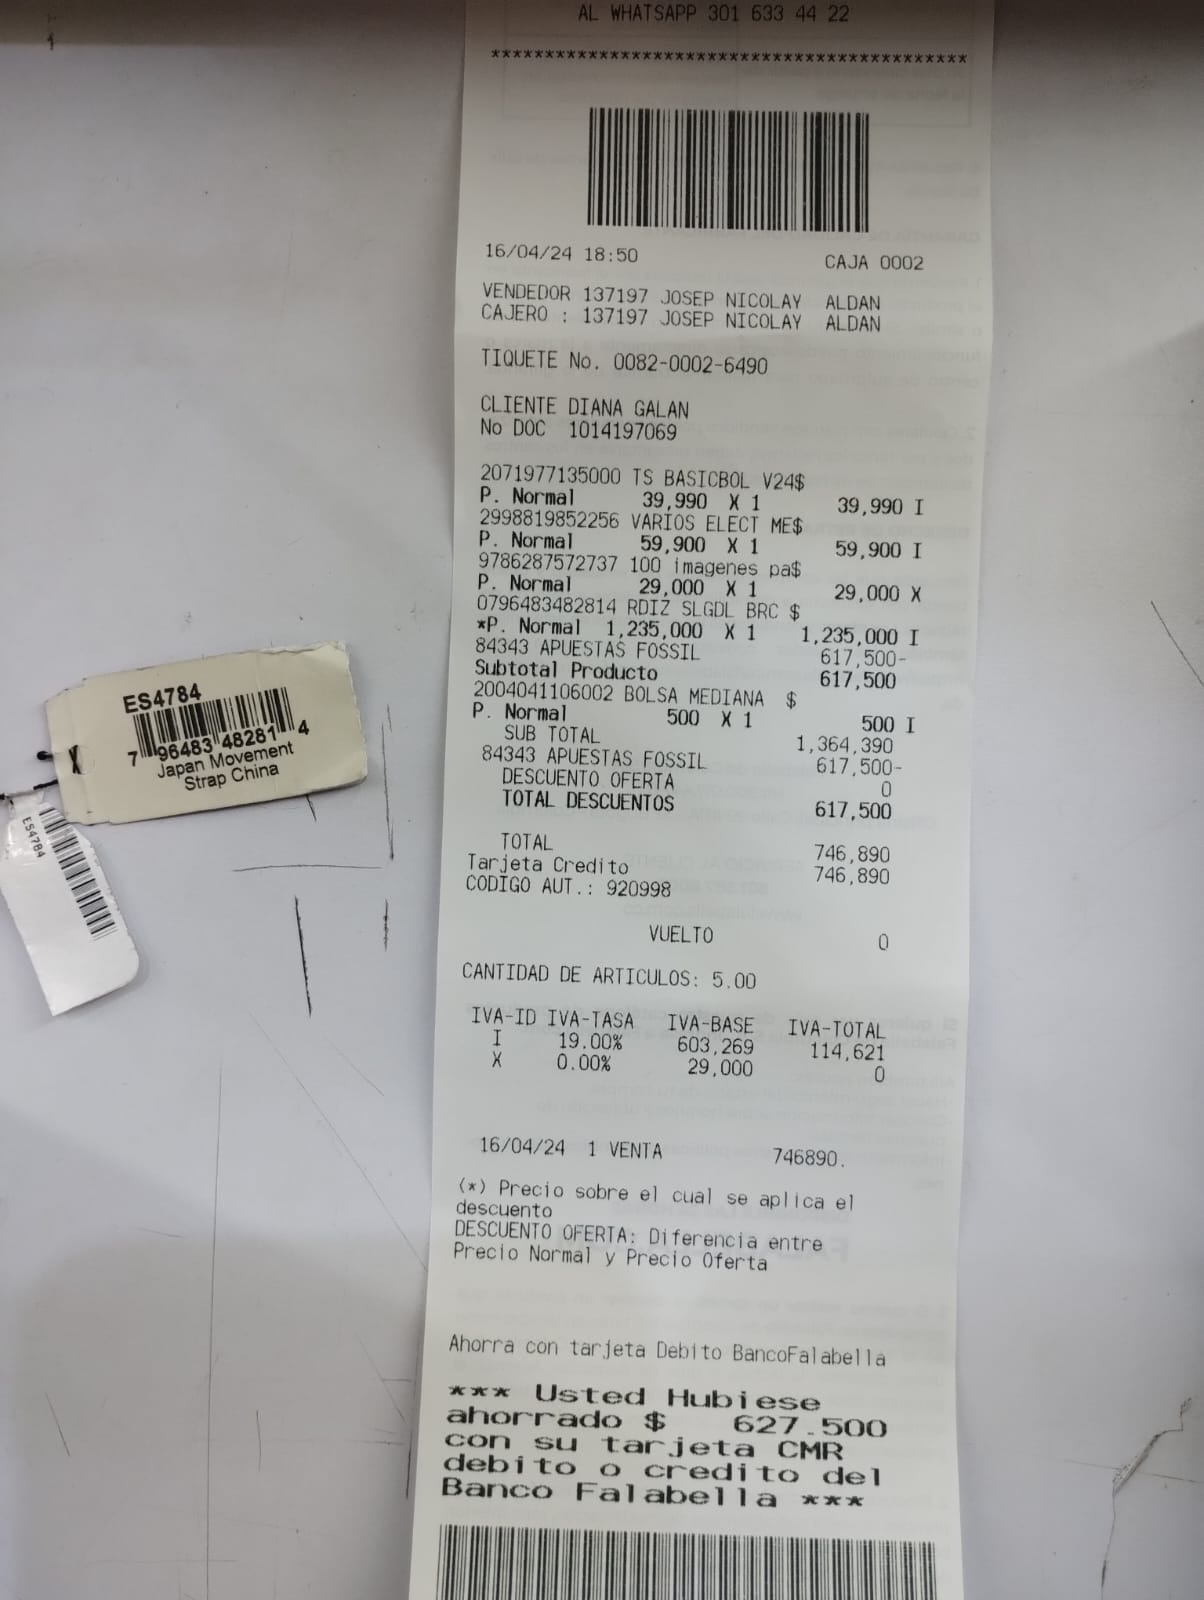 AL WHATSAPP 301 633 44 22
********************************************
16/04/24 18:50 CAJA 0002
VENDEDOR 137197 JOSEP NICOLAY ALDAN
CAJERO : 137197 JOSEP NICOLAY ALDAN
TIQUETE No. 0082-0002-6490
CLIENTE DIANA GALAN
No DOC 1014197069
2071977135000 TS BASICBOL V24$
P. Normal 39,990 X 1 39,990 I
2998819852256 VARIOS ELECT ME$
P. Normal 59,900 X 1 59,900 I
9786287572737 100 imagenes pa$
P. Normal 29,000 X 1 29,000 X
0796483482814 RDIZ SLGDL BRC $
*P. Normal 1,235,000 X 1 1,235,000 I
84343 APUESTAS FOSSIL 617,500-
Subtotal Producto 617,500
2004041106002 BOLSA MEDIANA $
P. Normal 500 X 1 500 I
SUB TOTAL 1,364,390
84343 APUESTAS FOSSIL 617,500-
DESCUENTO OFERTA 0
TOTAL DESCUENTOS 617,500
TOTAL 746,890
Tarjeta Credito 746,890
CODIGO AUT.: 920998
VUELTO 0
CANTIDAD DE ARTICULOS: 5.00
IVA-ID IVA-TASA IVA-BASE IVA-TOTAL
I 19.00% 603,269 114,621
X 0.00% 29,000 0
16/04/24 1 VENTA 746890.
(*) Precio sobre el cual se aplica el
descuento
DESCUENTO OFERTA: Diferencia entre
Precio Normal y Precio Oferta
Ahorra con tarjeta Debito BancoFalabella
*** Usted Hubiese
ahorrado $ 627.500
con su tarjeta CMR
debito o credito del
Banco Falabella ***
ES4784
7 96483 48281 4
Japan Movement
Strap China
ES4784